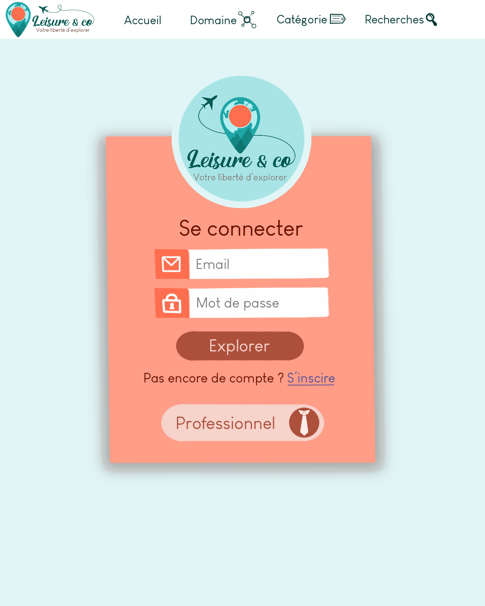 Leisure & co
Votre liberté d'explorer
Accueil
Domaine
Catégorie
Recherches
Leisure & co
Votre liberté d'explorer
Se connecter
Email
Mot de passe
Explorer
Pas encore de compte ? S'inscire
Professionnel